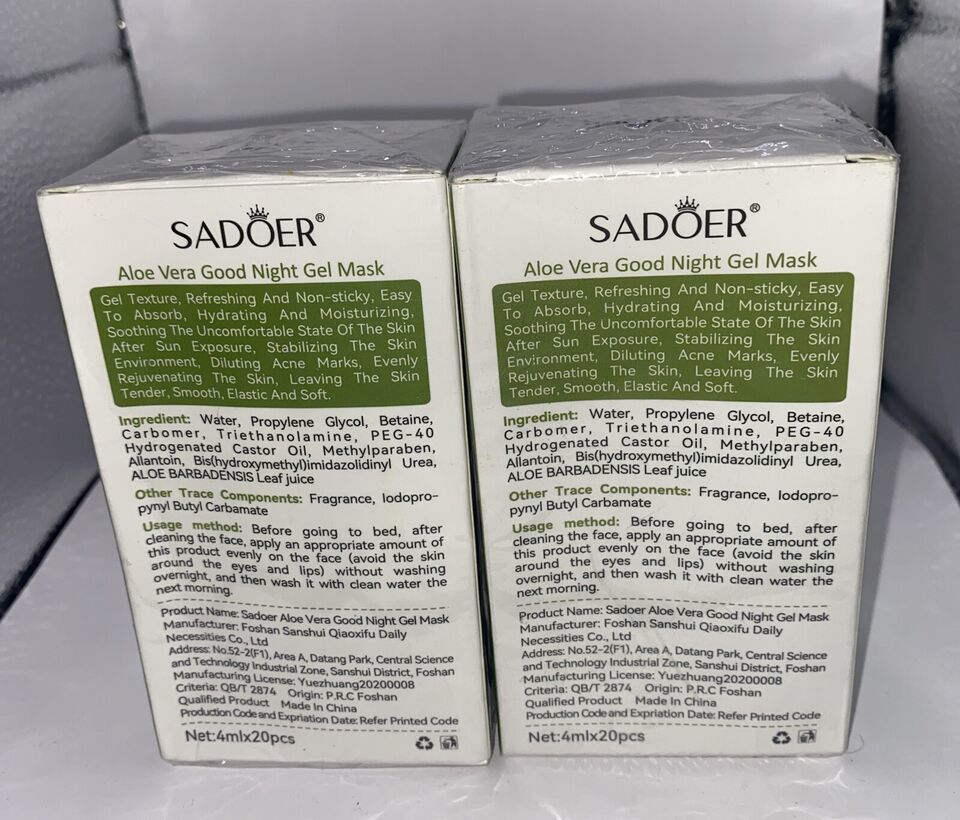 SADOER®
Aloe Vera Good Night Gel Mask
Gel Texture, Refreshing And Non-sticky, Easy
To Absorb, Hydrating And Moisturizing,
Soothing The Uncomfortable State Of The Skin
After Sun Exposure, Stabilizing The Skin
Environment, Diluting Acne Marks, Evenly
Rejuvenating The Skin, Leaving The Skin
Tender, Smooth, Elastic And Soft.
Ingredient: Water, Propylene Glycol, Betaine,
Carbomer, Triethanolamine, PEG-40
Hydrogenated Castor Oil, Methylparaben,
Allantoin, Bis(hydroxymethyl)imidazolidinyl Urea,
ALOE BARBADENSIS Leaf juice
Other Trace Components: Fragrance, Iodopro-
pynyl Butyl Carbamate
Usage method: Before going to bed, after
cleaning the face, apply an appropriate amount of
this product evenly on the face (avoid the skin
around the eyes and lips) without washing
overnight, and then wash it with clean water the
next morning.
Product Name: Sadoer Aloe Vera Good Night Gel Mask
Manufacturer: Foshan Sanshui Qiaoxifu Daily
Necessities Co., Ltd
Address: No.52-2(F1), Area A, Datang Park, Central Science
and Technology Industrial Zone, Sanshui District, Foshan
Manufacturing License: Yuezhuang20200008
Criteria: QB/T 2874 Origin: P.R.C Foshan
Qualified Product Made In China
Production Code and Expriation Date: Refer Printed Code
Net:4mlx20pcs
SADOER®
Aloe Vera Good Night Gel Mask
Gel Texture, Refreshing And Non-sticky, Easy
To Absorb, Hydrating And Moisturizing,
Soothing The Uncomfortable State Of The Skin
After Sun Exposure, Stabilizing The Skin
Environment, Diluting Acne Marks, Evenly
Rejuvenating The Skin, Leaving The Skin
Tender, Smooth, Elastic And Soft.
Ingredient: Water, Propylene Glycol, Betaine,
Carbomer, Triethanolamine, PEG-40
Hydrogenated Castor Oil, Methylparaben,
Allantoin, Bis(hydroxymethyl)imidazolidinyl Urea,
ALOE BARBADENSIS Leaf juice
Other Trace Components: Fragrance, Iodopro-
pynyl Butyl Carbamate
Usage method: Before going to bed, after
cleaning the face, apply an appropriate amount of
this product evenly on the face (avoid the skin
around the eyes and lips) without washing
overnight, and then wash it with clean water the
next morning.
Product Name: Sadoer Aloe Vera Good Night Gel Mask
Manufacturer: Foshan Sanshui Qiaoxifu Daily
Necessities Co., Ltd
Address: No.52-2(F1), Area A, Datang Park, Central Science
and Technology Industrial Zone, Sanshui District, Foshan
Manufacturing License: Yuezhuang20200008
Criteria: QB/T 2874 Origin: P.R.C Foshan
Qualified Product Made In China
Production Code and Expriation Date: Refer Printed Code
Net:4mlx20pcs